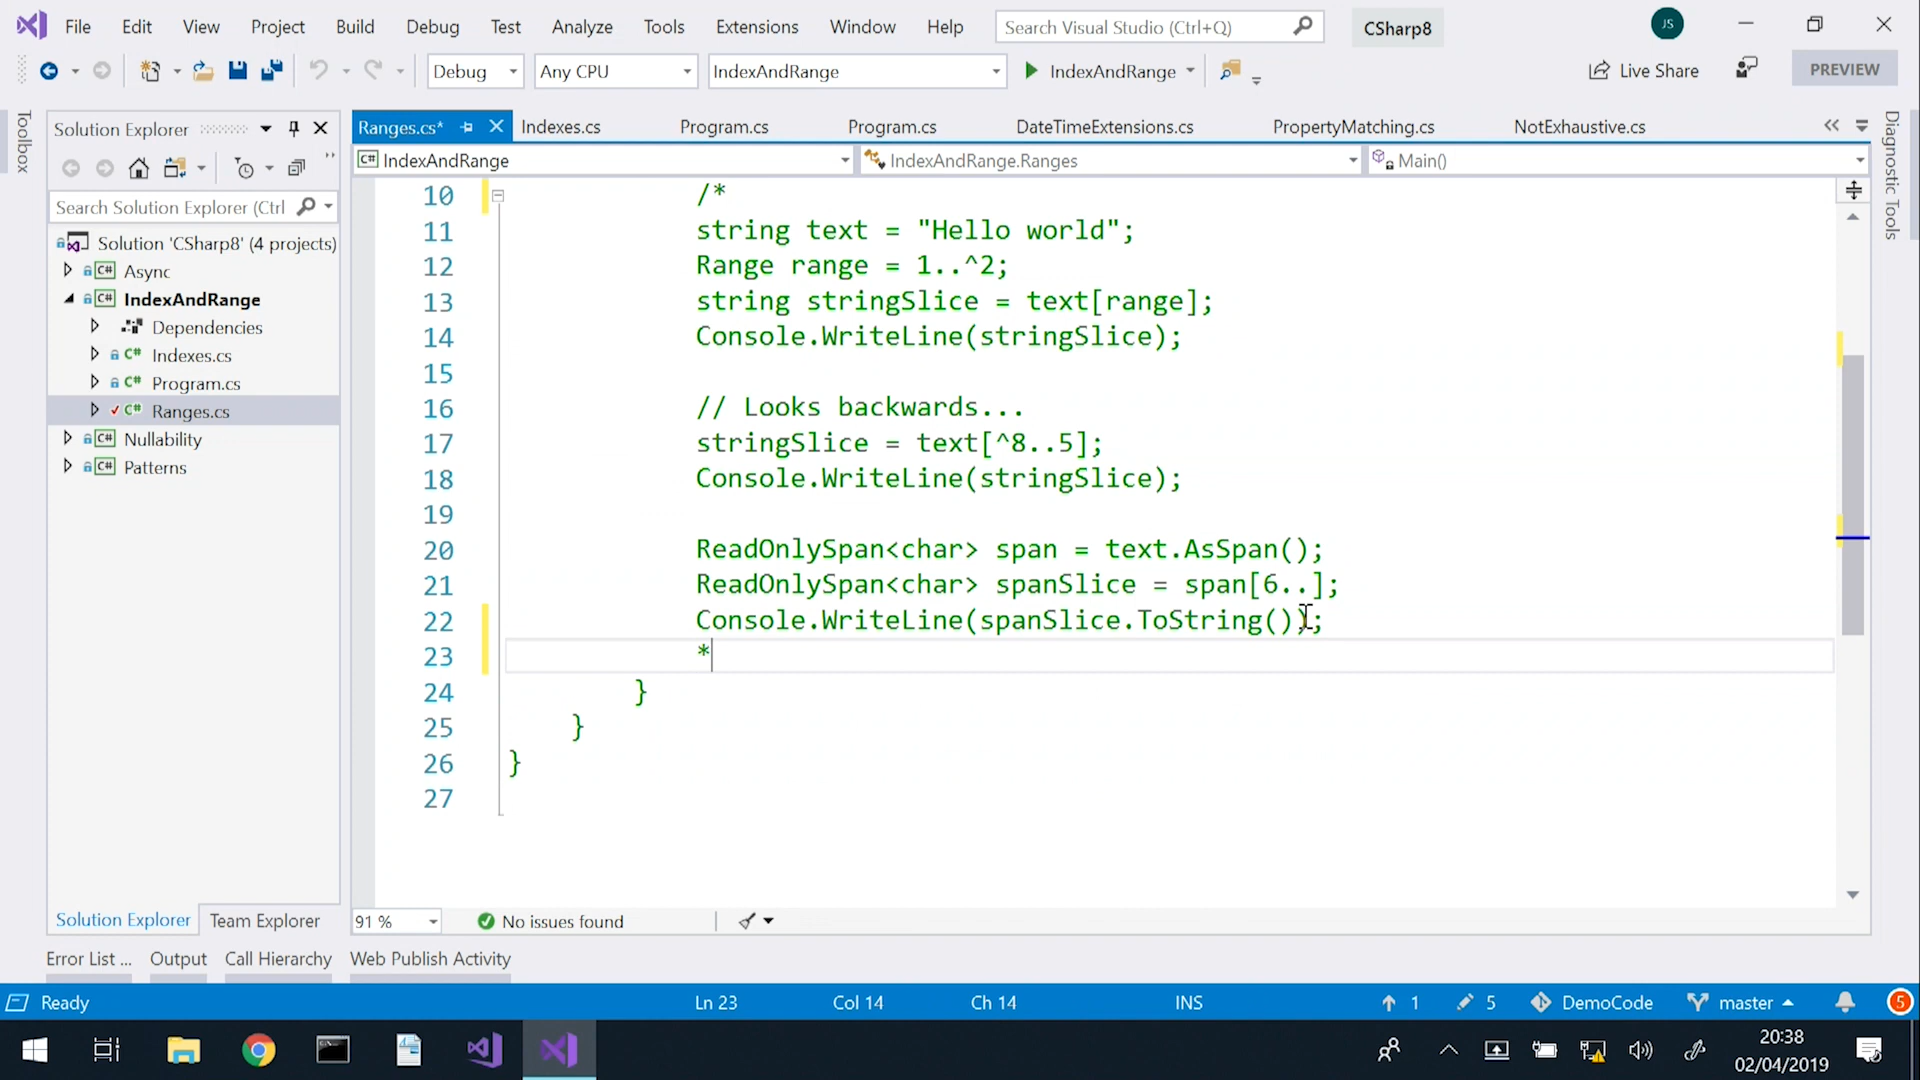 File Edit View Project Build Debug Test Analyze Tools Extensions Window Help Search Visual Studio (Ctrl+Q) CSharp8 JS
Debug Any CPU IndexAndRange IndexAndRange Live Share PREVIEW
Toolbox
Solution Explorer
Search Solution Explorer (Ctrl
Solution 'CSharp8' (4 projects)
C# Async
C# IndexAndRange
Dependencies
C# Indexes.cs
C# Program.cs
C# Ranges.cs
C# Nullability
C# Patterns
Solution Explorer Team Explorer
Ranges.cs* Indexes.cs Program.cs Program.cs DateTimeExtensions.cs PropertyMatching.cs NotExhaustive.cs
C# IndexAndRange IndexAndRange.Ranges Main()
10 /*
11 string text = "Hello world";
12 Range range = 1..^2;
13 string stringSlice = text[range];
14 Console.WriteLine(stringSlice);
15
16 // Looks backwards...
17 stringSlice = text[^8..5];
18 Console.WriteLine(stringSlice);
19
20 ReadOnlySpan<char> span = text.AsSpan();
21 ReadOnlySpan<char> spanSlice = span[6..];
22 Console.WriteLine(spanSlice.ToString());
23 *
24 }
25 }
26 }
27
91 % No issues found
Diagnostic Tools
Error List ... Output Call Hierarchy Web Publish Activity
Ready Ln 23 Col 14 Ch 14 INS 1 5 DemoCode master 5
20:38
02/04/2019